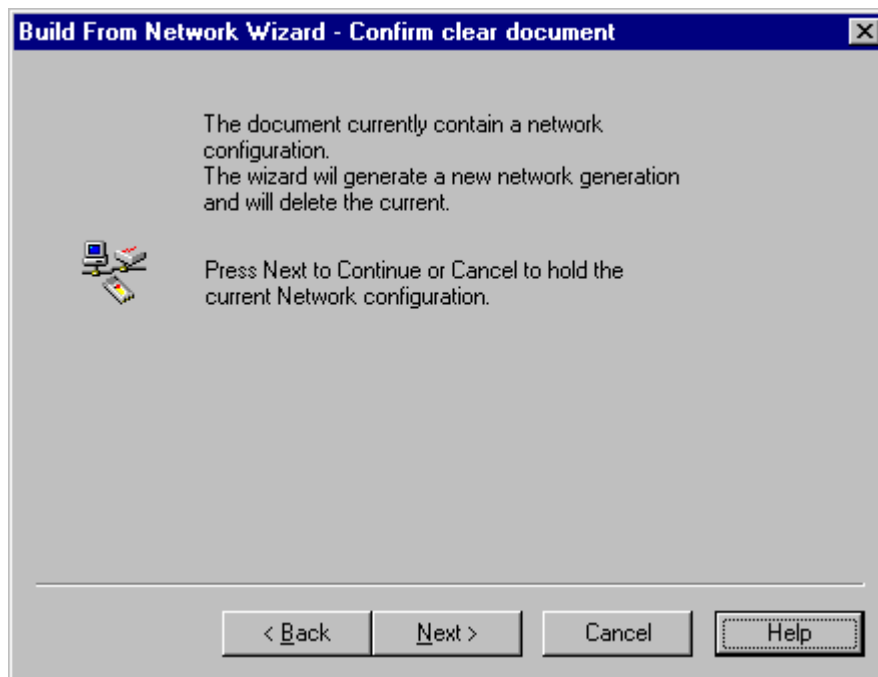 Build From Network Wizard - Confirm clear document
The document currently contain a network
configuration.
The wizard wil generate a new network generation
and will delete the current.
Press Next to Continue or Cancel to hold the
current Network configuration.
< Back Next > Cancel Help